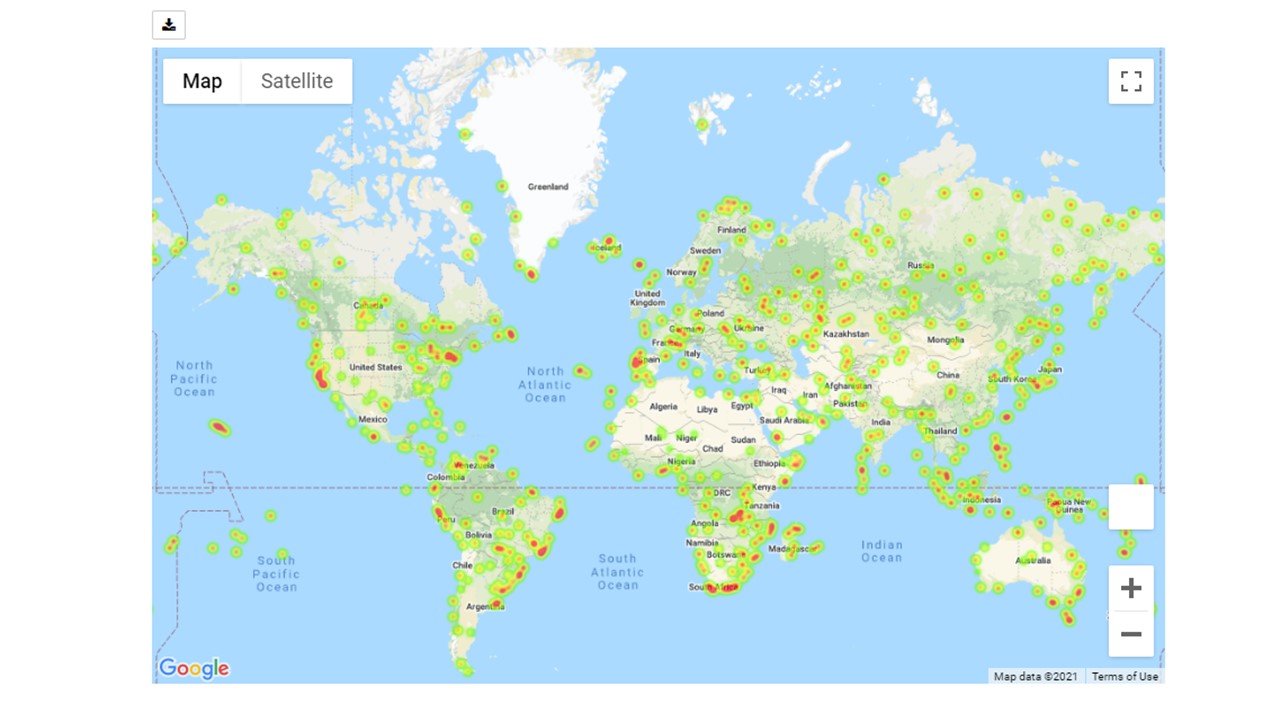 Map
Satellite
Greenland
Iceland
Finland
Sweden
Norway
Russia
United
Kingdom
Canada
Poland
Germany
Ukraine
Kazakhstan
Mongolia
France
Italy
Spain
Turkey
United States
North
Pacific
Ocean
North
Atlantic
Ocean
China
South Korea
Japan
Iraq
Iran
Afghanistan
Pakistan
Algeria
Libya
Egypt
Saudi Arabia
Mexico
India
Thailand
Mali
Niger
Chad
Sudan
Nigeria
Ethiopia
Venezuela
Colombia
DRC
Kenya
Tanzania
Indonesia
Papua New
Guinea
Peru
Brazil
Bolivia
Angola
Namibia
Botswana
Madagascar
Indian
Ocean
South
Pacific
Ocean
South
Atlantic
Ocean
Chile
Australia
South Africa
Argentina
Google
Map data ©2021
Terms of Use